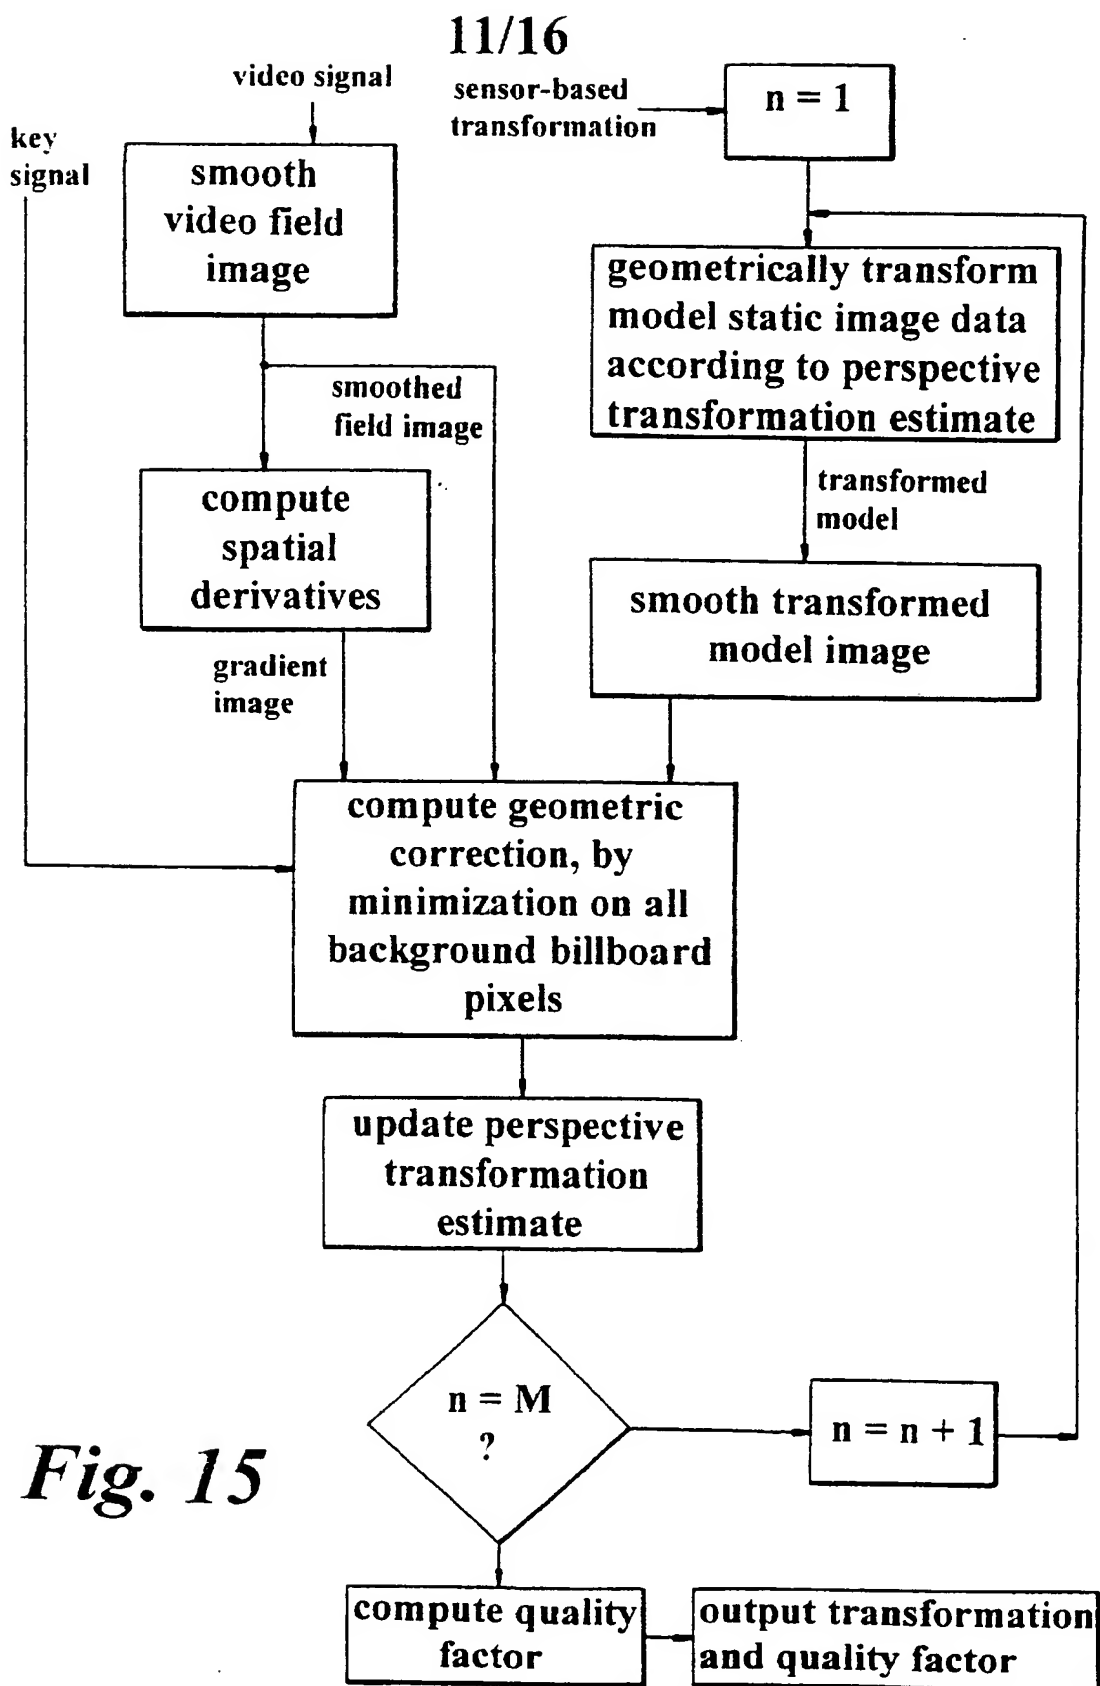 11/16
video signal
sensor-based
transformation
n = 1
key
signal
smooth
video field
image
geometrically transform
model static image data
according to perspective
transformation estimate
smoothed
field image
compute
spatial
derivatives
transformed
model
smooth transformed
model image
gradient
image
compute geometric
correction, by
minimization on all
background billboard
pixels
update perspective
transformation
estimate
n = M
?
n = n + 1
Fig. 15
compute quality
factor
output transformation
and quality factor